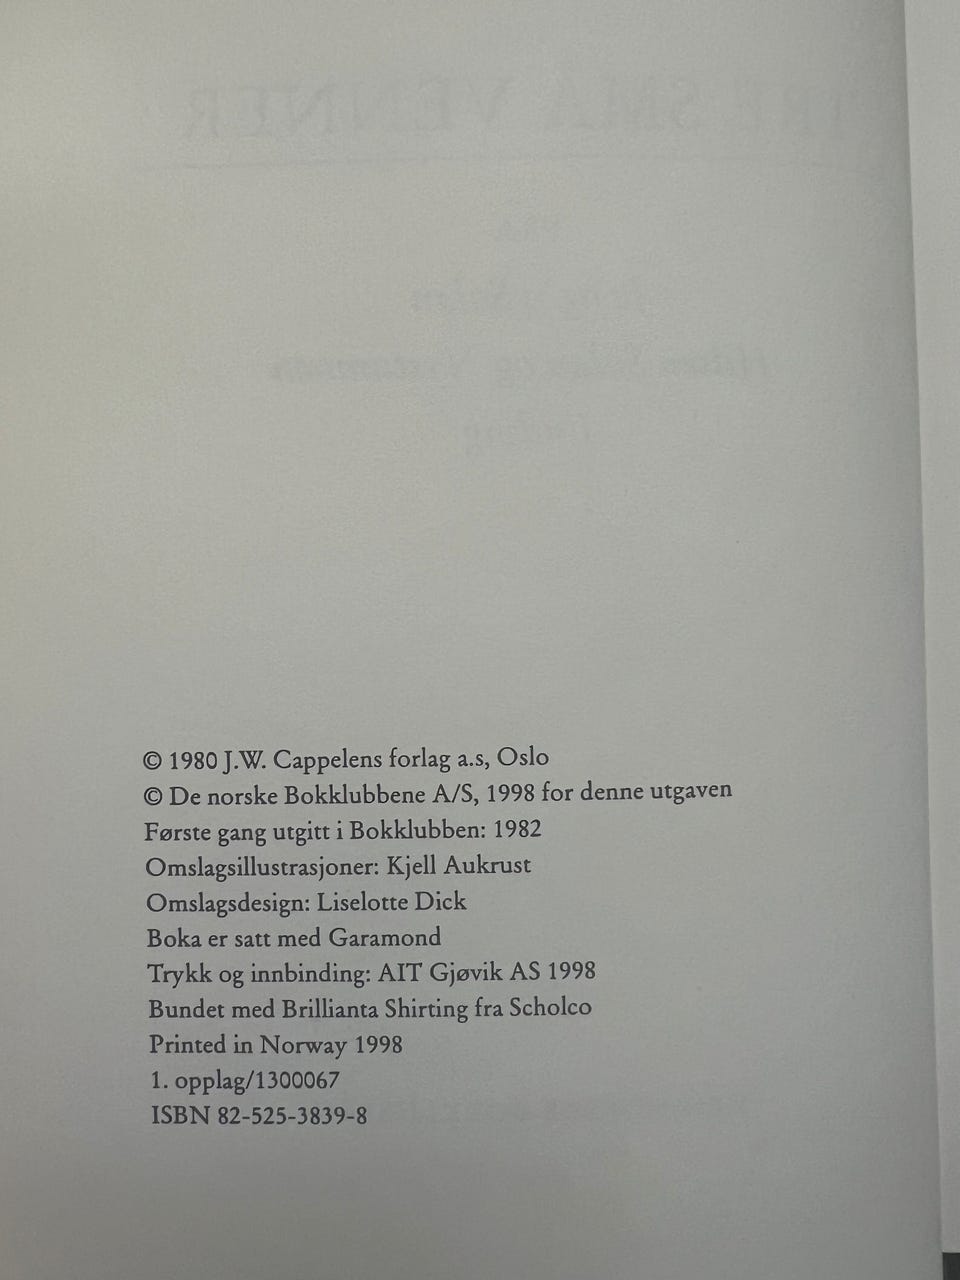 © 1980 J.W. Cappelens forlag a.s, Oslo
© De norske Bokklubbene A/S, 1998 for denne utgaven
Første gang utgitt i Bokklubben: 1982
Omslagsillustrasjoner: Kjell Aukrust
Omslagsdesign: Liselotte Dick
Boka er satt med Garamond
Trykk og innbinding: AIT Gjøvik AS 1998
Bundet med Brillianta Shirting fra Scholco
Printed in Norway 1998
1. opplag/1300067
ISBN 82-525-3839-8